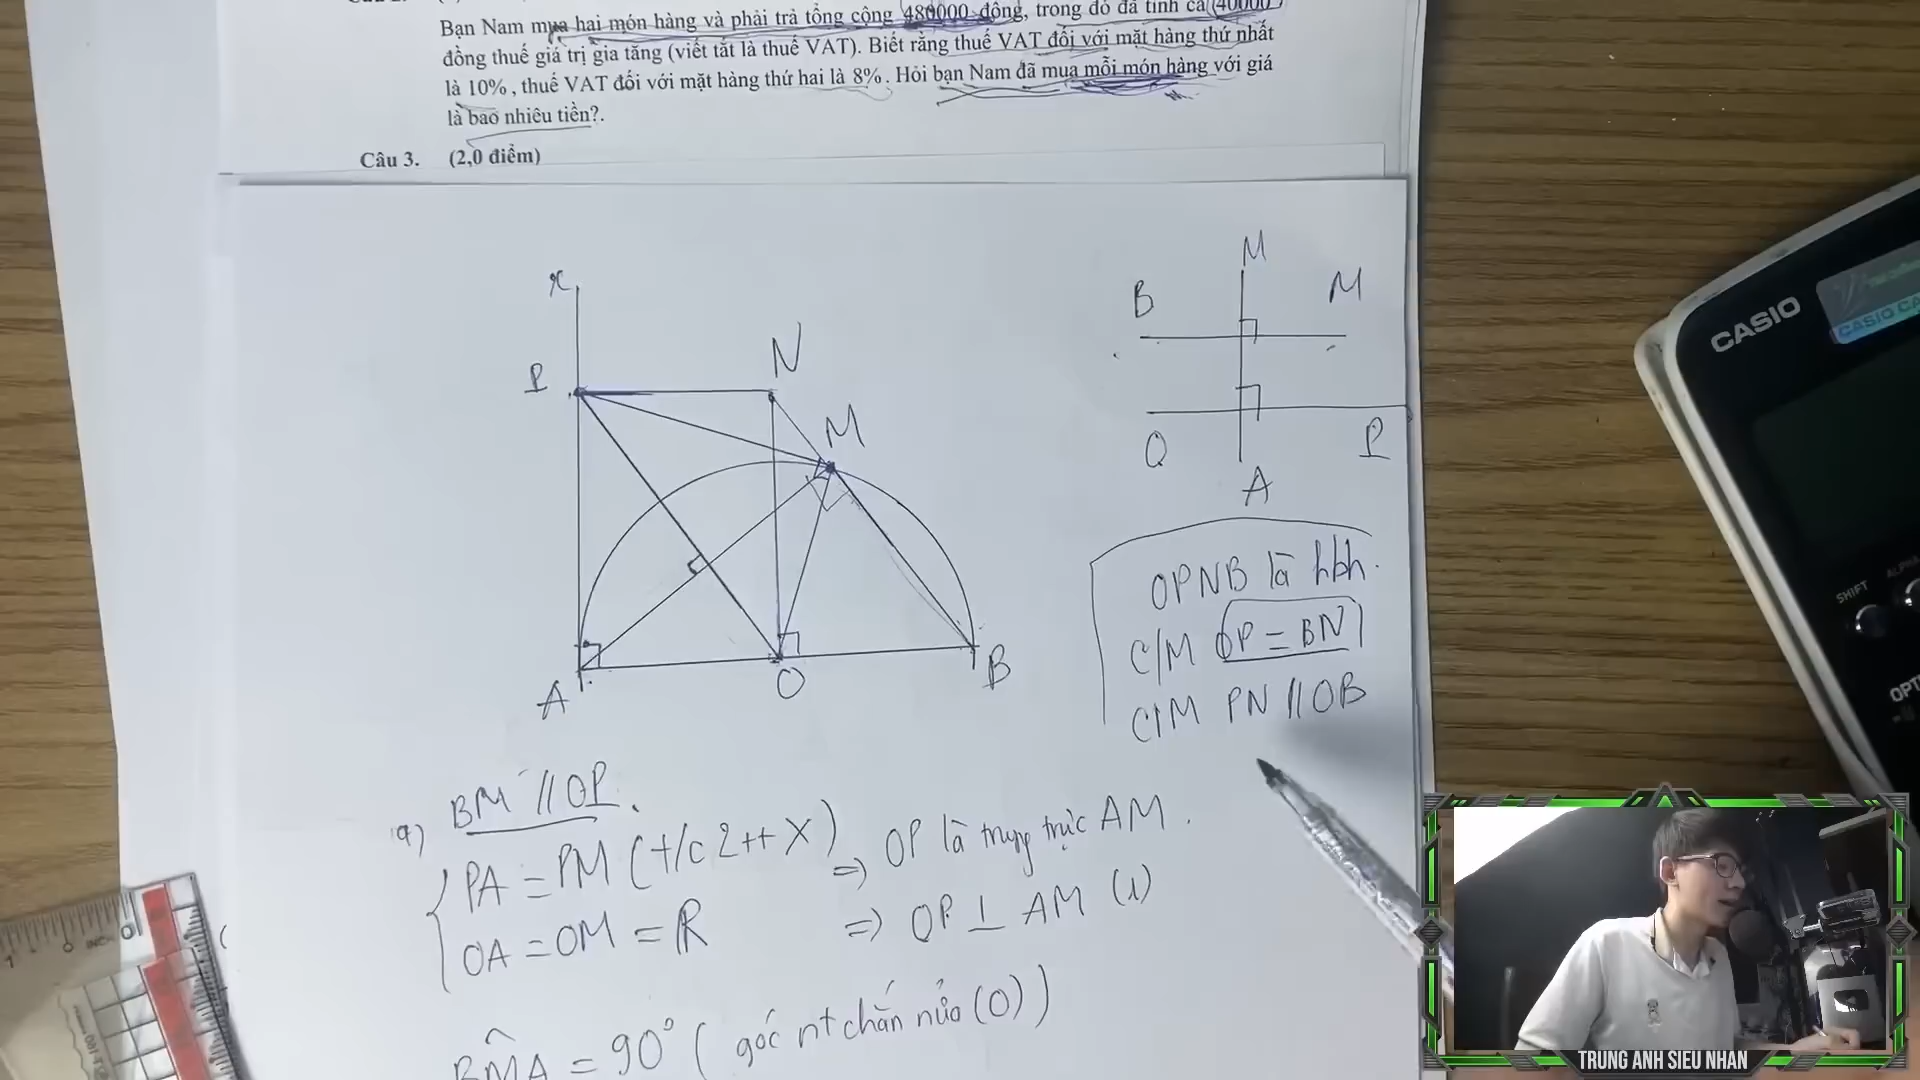 Bạn Nam mua hai món hàng và phải trả tổng cộng 480000 đồng, trong đó đã tính cả (40000
đồng thuế giá trị gia tăng (viết tắt là thuế VAT). Biết rằng thuế VAT đối với mặt hàng thứ nhất
là 10%, thuế VAT đối với mặt hàng thứ hai là 8%. Hỏi bạn Nam đã mua mỗi món hàng với giá
là bao nhiêu tiền?.
Câu 3. (2,0 điểm)
x
P
N
M
A
O
B
M
B
M
O
P
A
OPNB là hbh.
C/M OP = BN
C/M PN // OB
a) BM // OP.
PA = PM (t/c 2tt X) => OP là trung trực AM.
OA = OM = R => OP ⊥ AM (1)
BMA = 90° (góc nt chắn nửa (O))
CASIO
CASIO
SHIFT
ALPHA
INCH
TRUNG ANH SIEU NHAN